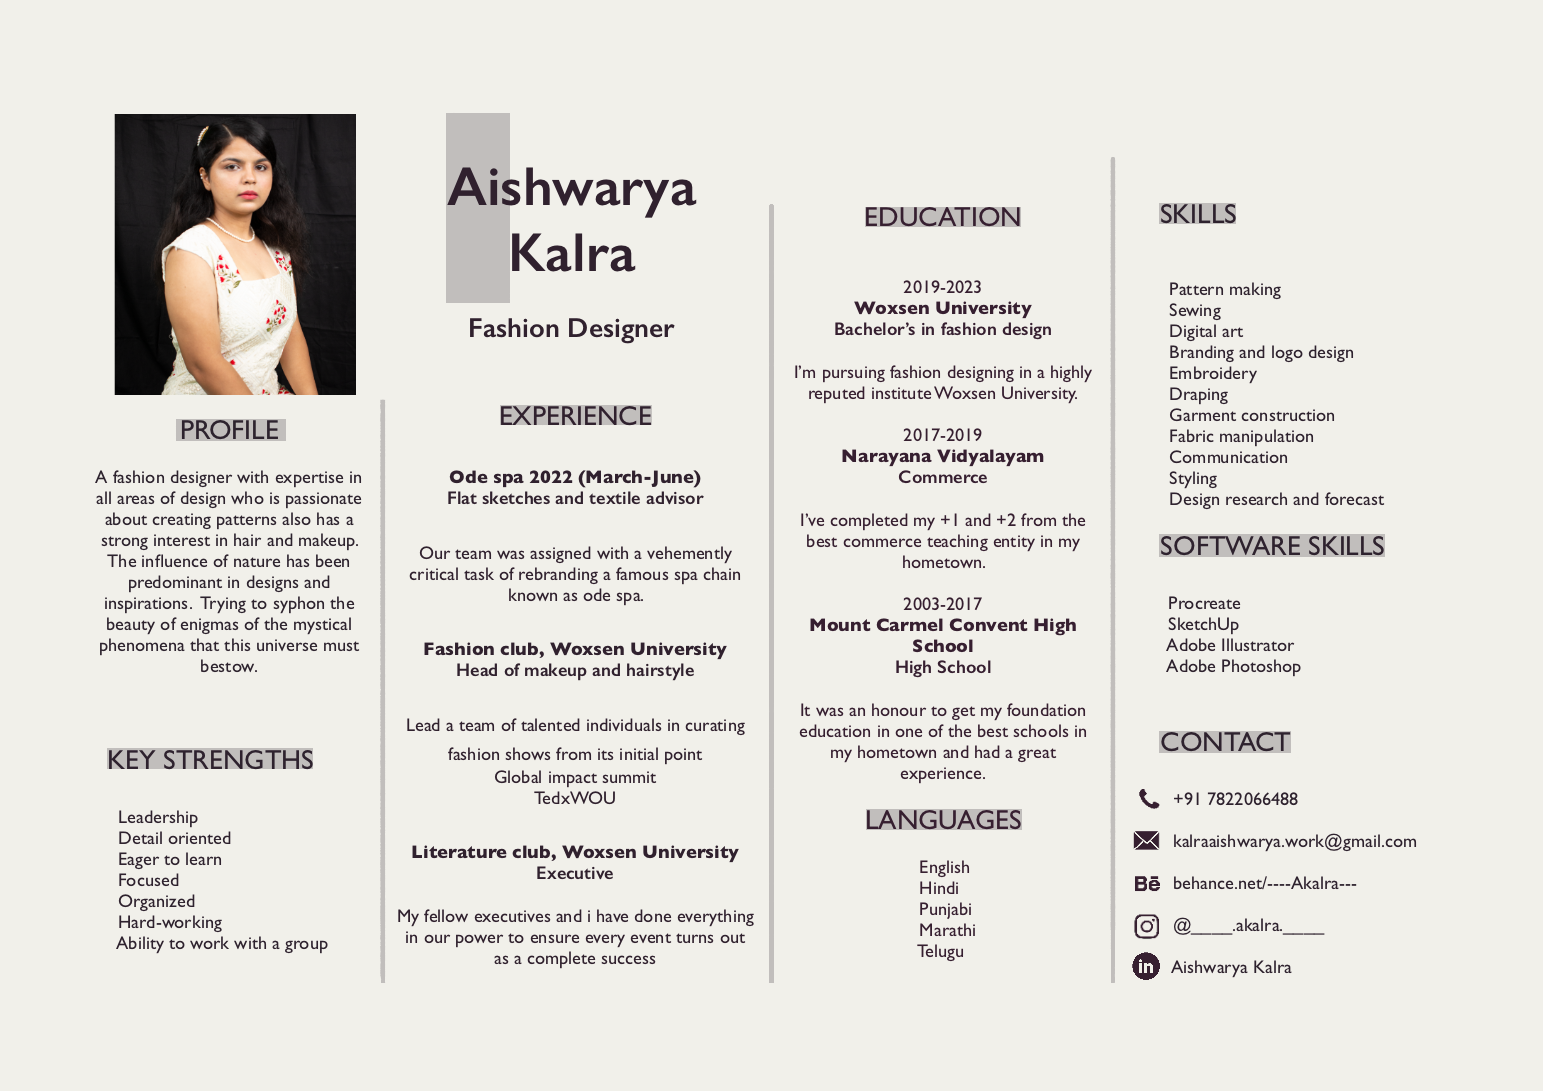 Aishwarya
Kalra
Fashion Designer
PROFILE
A fashion designer with expertise in
all areas of design who is passionate
about creating patterns also has a
strong interest in hair and makeup.
The influence of nature has been
predominant in designs and
inspirations. Trying to syphon the
beauty of enigmas of the mystical
phenomena that this universe must
bestow.
KEY STRENGTHS
Leadership
Detail oriented
Eager to learn
Focused
Organized
Hard-working
Ability to work with a group
EXPERIENCE
Ode spa 2022 (March-June)
Flat sketches and textile advisor
Our team was assigned with a vehemently
critical task of rebranding a famous spa chain
known as ode spa.
Fashion club, Woxsen University
Head of makeup and hairstyle
Lead a team of talented individuals in curating
fashion shows from its initial point
Global impact summit
TedxWOU
Literature club, Woxsen University
Executive
My fellow executives and i have done everything
in our power to ensure every event turns out
as a complete success
EDUCATION
2019-2023
Woxsen University
Bachelor's in fashion design
I'm pursuing fashion designing in a highly
reputed institute Woxsen University.
2017-2019
Narayana Vidyalayam
Commerce
I've completed my +1 and +2 from the
best commerce teaching entity in my
hometown.
2003-2017
Mount Carmel Convent High
School
High School
It was an honour to get my foundation
education in one of the best schools in
my hometown and had a great
experience.
LANGUAGES
English
Hindi
Punjabi
Marathi
Telugu
SKILLS
Pattern making
Sewing
Digital art
Branding and logo design
Embroidery
Draping
Garment construction
Fabric manipulation
Communication
Styling
Design research and forecast
SOFTWARE SKILLS
Procreate
SketchUp
Adobe Illustrator
Adobe Photoshop
CONTACT
+91 7822066488
kalraaishwarya.work@gmail.com
Bē behance.net/----Akalra---
@____.akalra.____
in Aishwarya Kalra